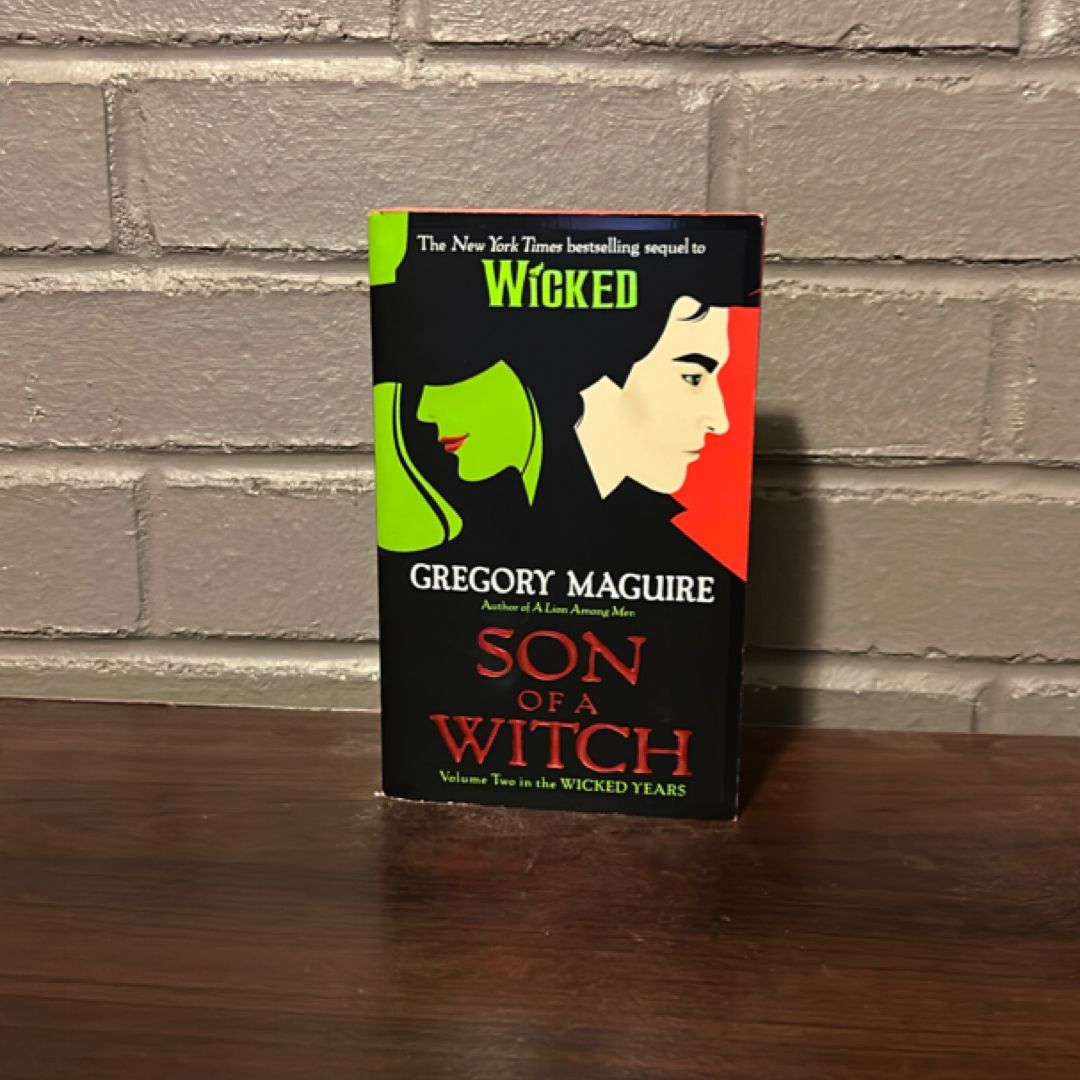 The New York Times bestselling sequel to
WICKED
GREGORY MAGUIRE
Author of A Lion Among Men
SON
OF A
WITCH
Volume Two in the WICKED YEARS